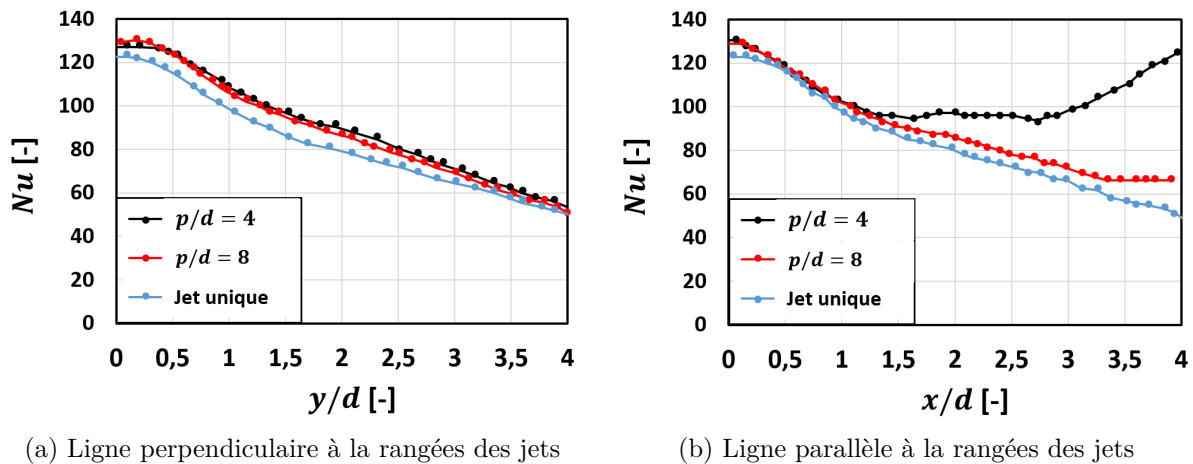 140
120
100
80
60
40
20
0
Nu [-]
p/d = 4
p/d = 8
Jet unique
0 0,5 1 1,5 2 2,5 3 3,5 4
y/d [-]
(a) Ligne perpendiculaire à la rangées des jets
140
120
100
80
60
40
20
0
Nu [-]
p/d = 4
p/d = 8
Jet unique
0 0,5 1 1,5 2 2,5 3 3,5 4
x/d [-]
(b) Ligne parallèle à la rangées des jets